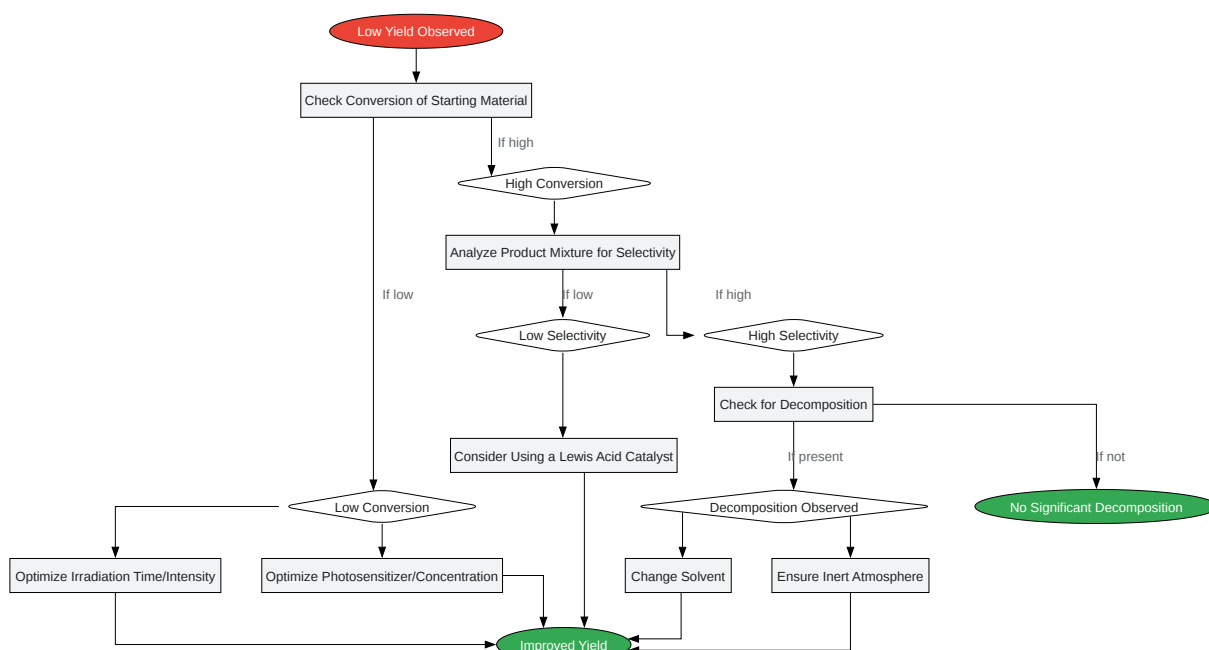 Low Yield Observed
Check Conversion of Starting Material
If high
High Conversion
Analyze Product Mixture for Selectivity
If low
If low
If high
Low Selectivity
High Selectivity
Check for Decomposition
Consider Using a Lewis Acid Catalyst
If present
If not
Low Conversion
Decomposition Observed
No Significant Decomposition
Optimize Irradiation Time/Intensity
Optimize Photosensitizer/Concentration
Change Solvent
Ensure Inert Atmosphere
Improved Yield